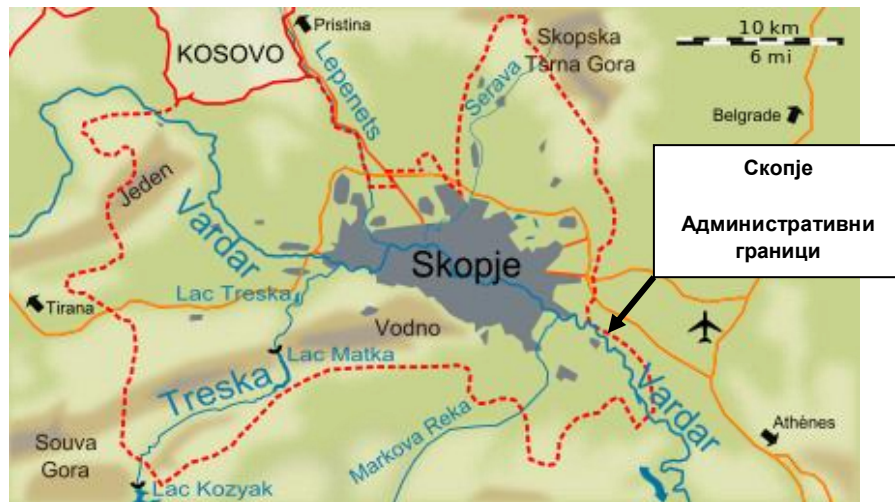 Pristina
KOSOVO
Lepenets
Serava
Skopska
Tsrna Gora
10 km
6 mi
Belgrade
Скопје
Административни
граници
Jeden
Vardar
Skopje
Lac Treska
Tirana
Vodno
Lac Matka
Treska
Vardar
Souva
Gora
Markova Reka
Athènes
Lac Kozyak